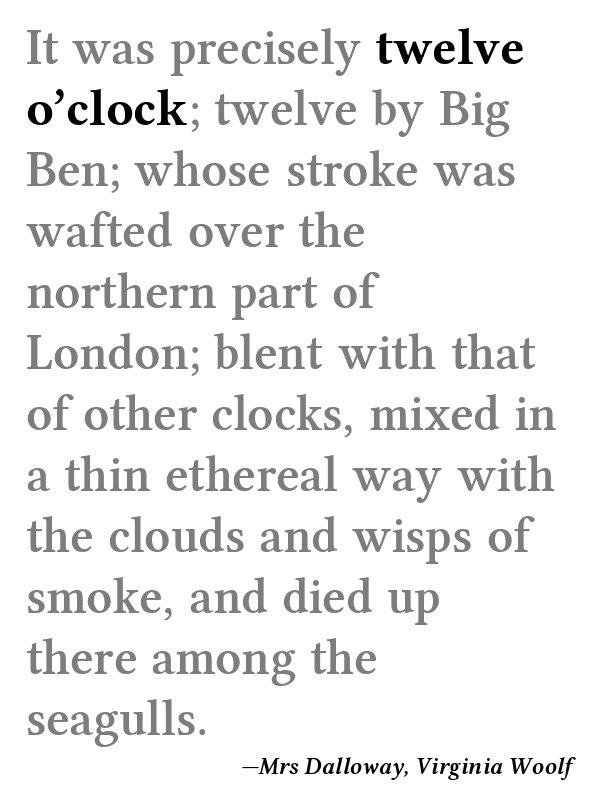 It was precisely twelve
o’clock; twelve by Big
Ben; whose stroke was
wafted over the
northern part of
London; blent with that
of other clocks, mixed in
a thin ethereal way with
the clouds and wisps of
smoke, and died up
there among the
seagulls.
—Mrs Dalloway, Virginia Woolf